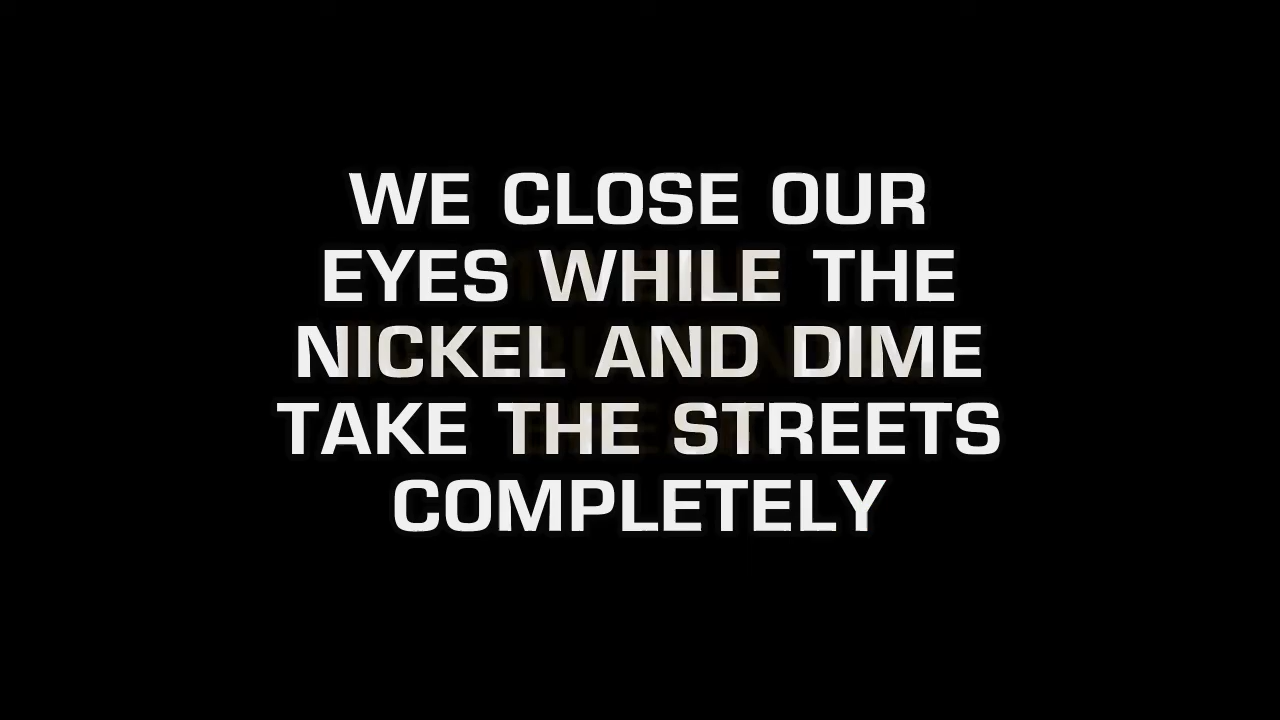 WE CLOSE OUR
EYES WHILE THE
NICKEL AND DIME
TAKE THE STREETS
COMPLETELY